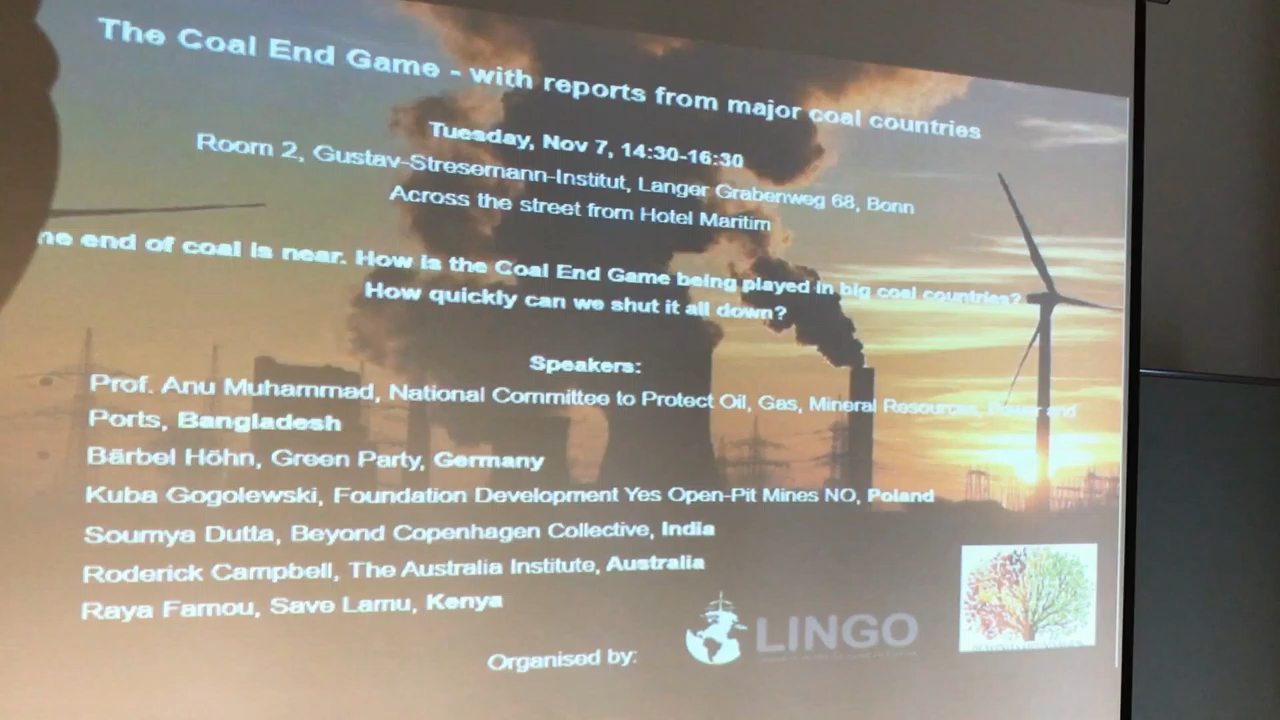 The Coal End Game - with reports from major coal countries
Tuesday, Nov 7, 14:30-16:30
Room 2, Gustav-Stresemann-Institut, Langer Grabenweg 68, Bonn
Across the street from Hotel Maritim
he end of coal is near. How is the Coal End Game being played in big coal countries?
How quickly can we shut it all down?
Speakers:
Prof. Anu Muhammad, National Committee to Protect Oil, Gas, Mineral Resources, Power and
Ports, Bangladesh
Bärbel Höhn, Green Party, Germany
Kuba Gogolewski, Foundation Development Yes Open-Pit Mines NO, Poland
Soumya Dutta, Beyond Copenhagen Collective, India
Roderick Campbell, The Australia Institute, Australia
Raya Famou, Save Lamu, Kenya
Organised by:
LINGO